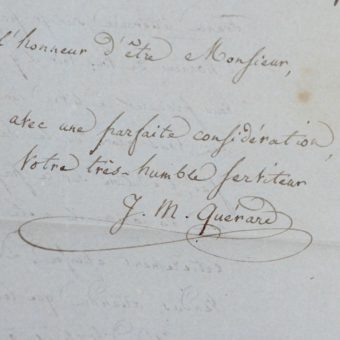 l'honneur d'être Monsieur,
avec une parfaite considération,
Votre très-humble serviteur
J. M. Quérard